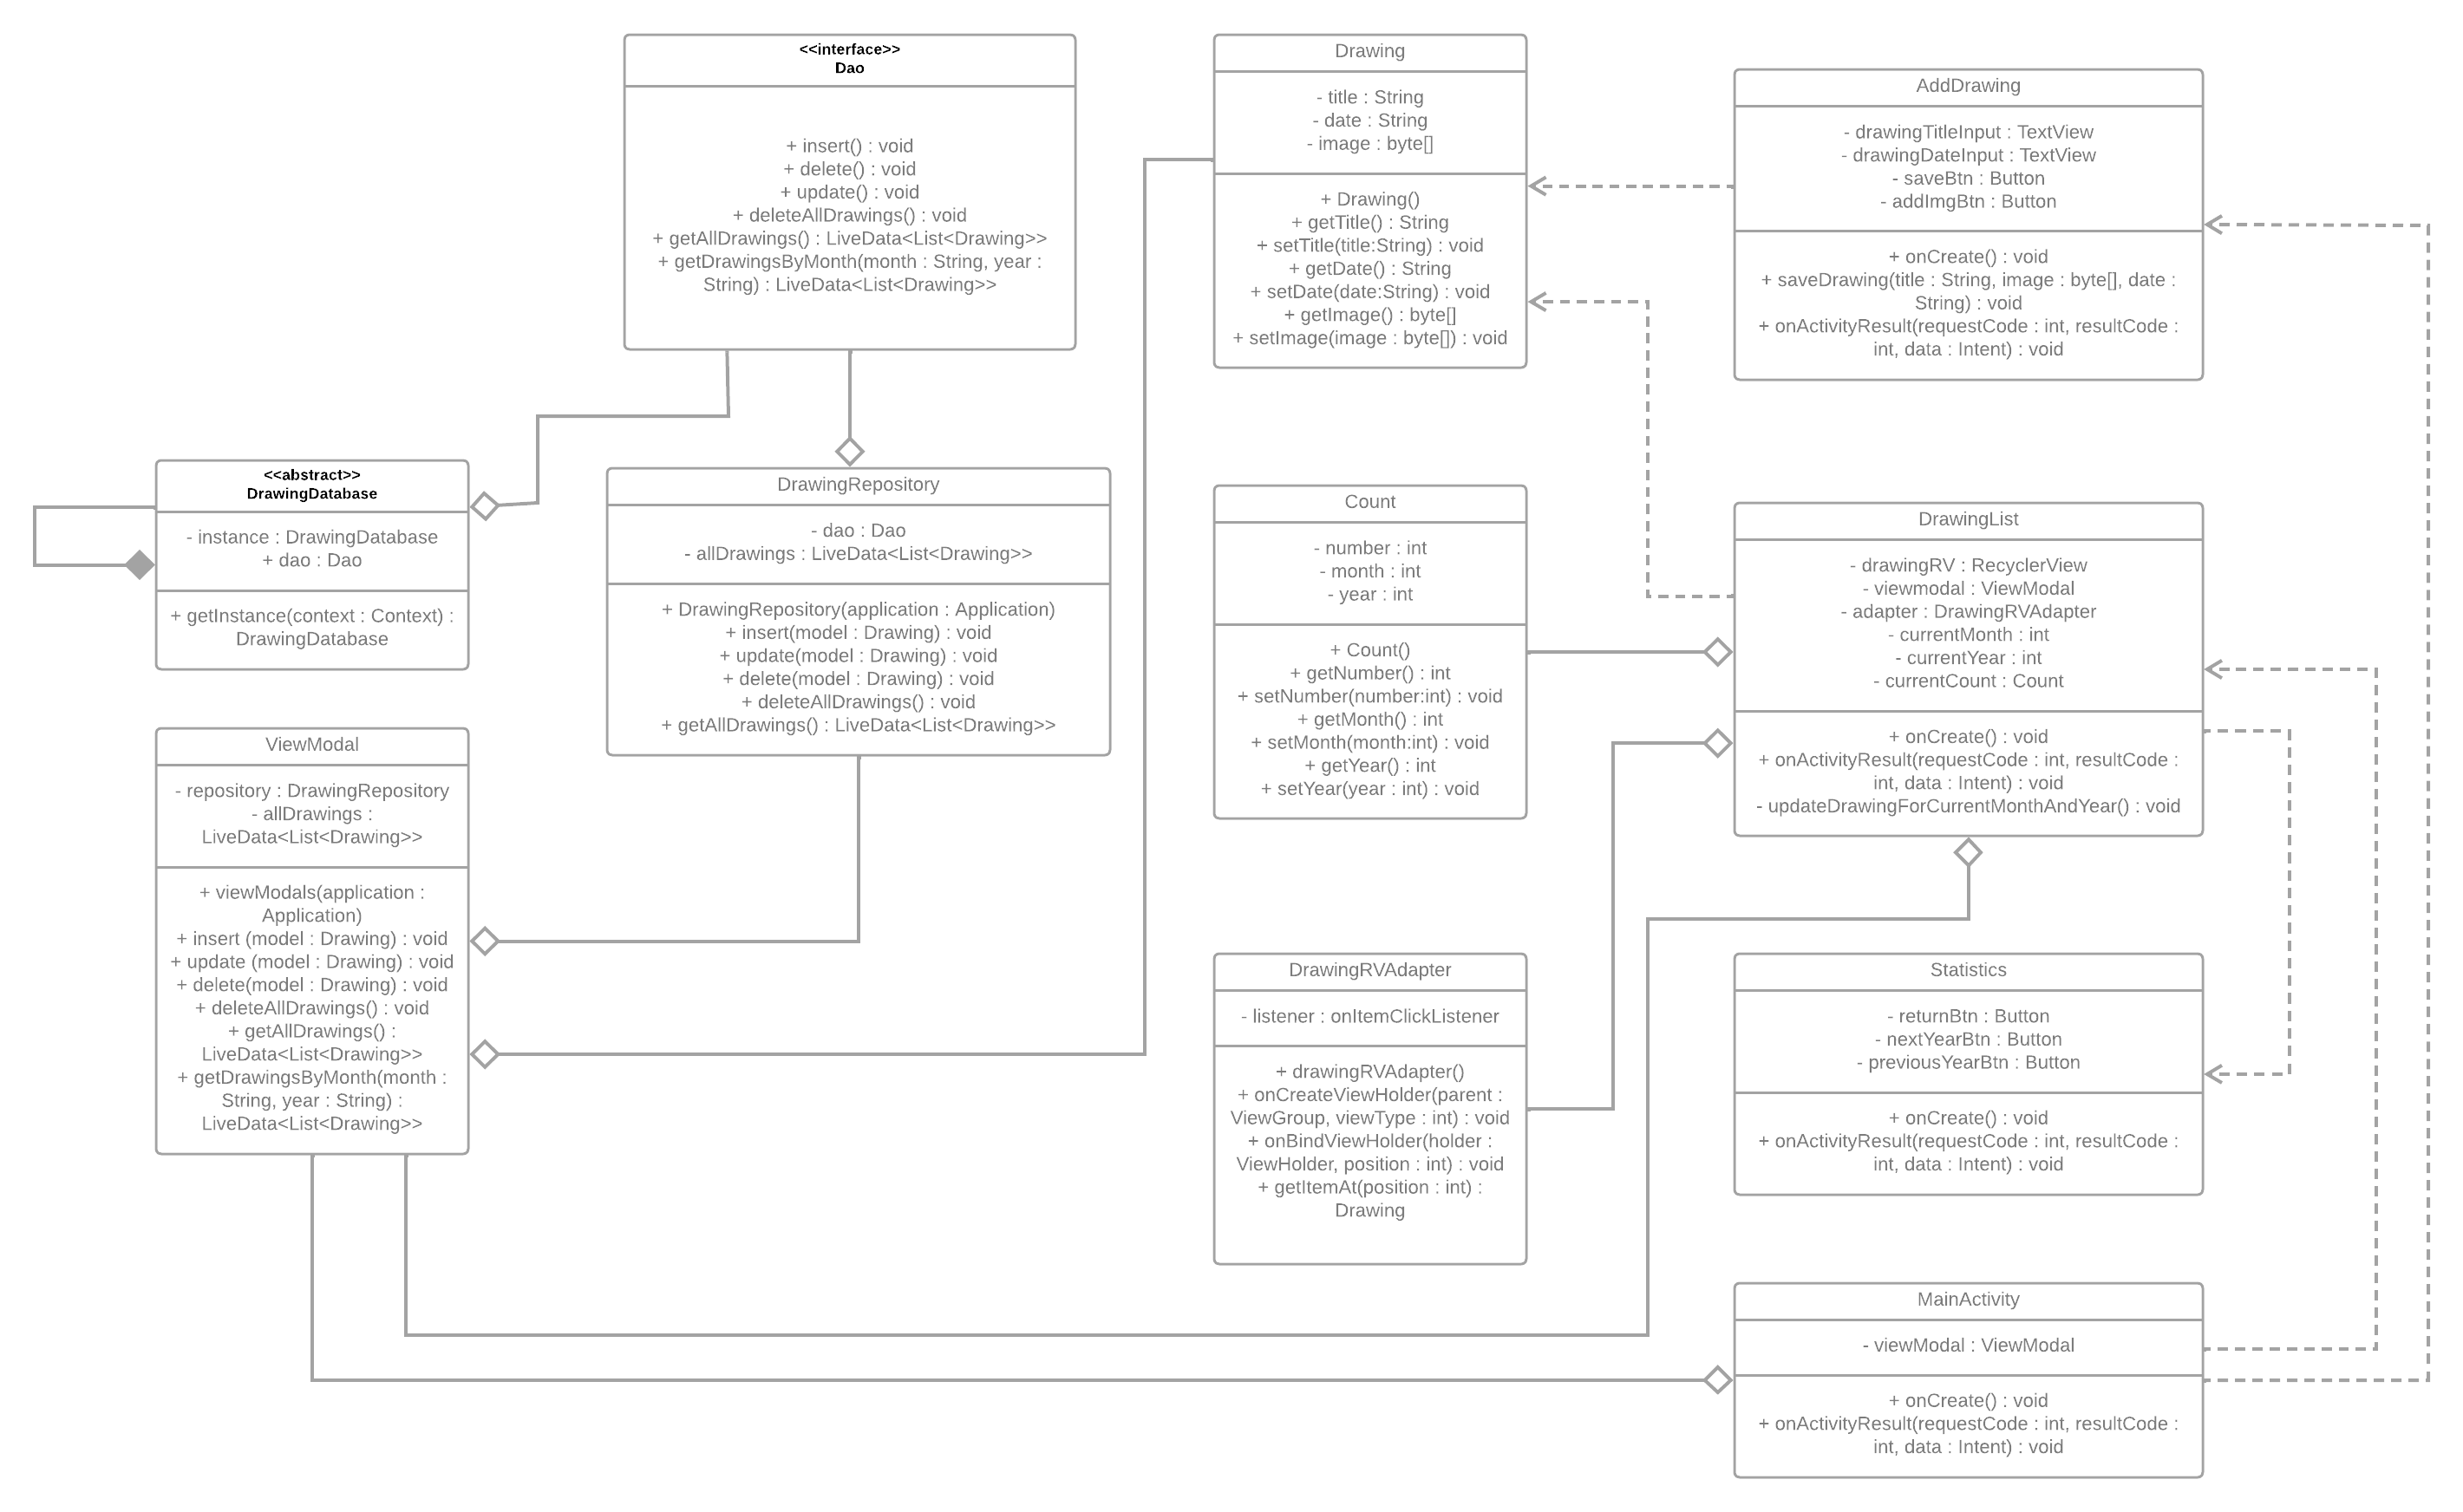 <<interface>>
Dao
+ insert() : void
+ delete() : void
+ update() : void
+ deleteAllDrawings() : void
+ getAllDrawings() : LiveData<List<Drawing>>
+ getDrawingsByMonth(month : String, year :
String) : LiveData<List<Drawing>>
Drawing
- title : String
- date : String
- image : byte[]
+ Drawing()
+ getTitle() : String
+ setTitle(title:String) : void
+ getDate() : String
+ setDate(date:String) : void
+ getImage() : byte[]
+ setImage(image : byte[]) : void
AddDrawing
- drawingTitleInput : TextView
- drawingDateInput : TextView
- saveBtn : Button
- addImgBtn : Button
+ onCreate() : void
+ saveDrawing(title : String, image : byte[], date :
String) : void
+ onActivityResult(requestCode : int, resultCode :
int, data : Intent) : void
<<abstract>>
DrawingDatabase
- instance : DrawingDatabase
+ dao : Dao
+ getInstance(context : Context) :
DrawingDatabase
DrawingRepository
- dao : Dao
- allDrawings : LiveData<List<Drawing>>
+ DrawingRepository(application : Application)
+ insert(model : Drawing) : void
+ update(model : Drawing) : void
+ delete(model : Drawing) : void
+ deleteAllDrawings() : void
+ getAllDrawings() : LiveData<List<Drawing>>
Count
- number : int
- month : int
- year : int
+ Count()
+ getNumber() : int
+ setNumber(number:int) : void
+ getMonth() : int
+ setMonth(month:int) : void
+ getYear() : int
+ setYear(year : int) : void
DrawingList
- drawingRV : RecyclerView
- viewmodal : ViewModal
- adapter : DrawingRVAdapter
- currentMonth : int
- currentYear : int
- currentCount : Count
+ onCreate() : void
+ onActivityResult(requestCode : int, resultCode :
int, data : Intent) : void
- updateDrawingForCurrentMonthAndYear() : void
ViewModal
- repository : DrawingRepository
- allDrawings :
LiveData<List<Drawing>>
+ viewModals(application :
Application)
+ insert (model : Drawing) : void
+ update (model : Drawing) : void
+ delete(model : Drawing) : void
+ deleteAllDrawings() : void
+ getAllDrawings() :
LiveData<List<Drawing>>
+ getDrawingsByMonth(month :
String, year : String) :
LiveData<List<Drawing>>
DrawingRVAdapter
- listener : onItemClickListener
+ drawingRVAdapter()
+ onCreateViewHolder(parent :
ViewGroup, viewType : int) : void
+ onBindViewHolder(holder :
ViewHolder, position : int) : void
+ getItemAt(position : int) :
Drawing
Statistics
- returnBtn : Button
- nextYearBtn : Button
- previousYearBtn : Button
+ onCreate() : void
+ onActivityResult(requestCode : int, resultCode :
int, data : Intent) : void
MainActivity
- viewModal : ViewModal
+ onCreate() : void
+ onActivityResult(requestCode : int, resultCode :
int, data : Intent) : void